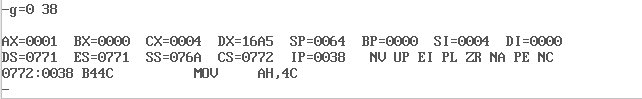 -g=0 38
AX=0001 BX=0000 CX=0004 DX=16A5 SP=0064 BP=0000 SI=0004 DI=0000
DS=0771 ES=0771 SS=076A CS=0772 IP=0038 NV UP EI PL ZR NA PE NC
0772:0038 B44C MOV AH,4C
-